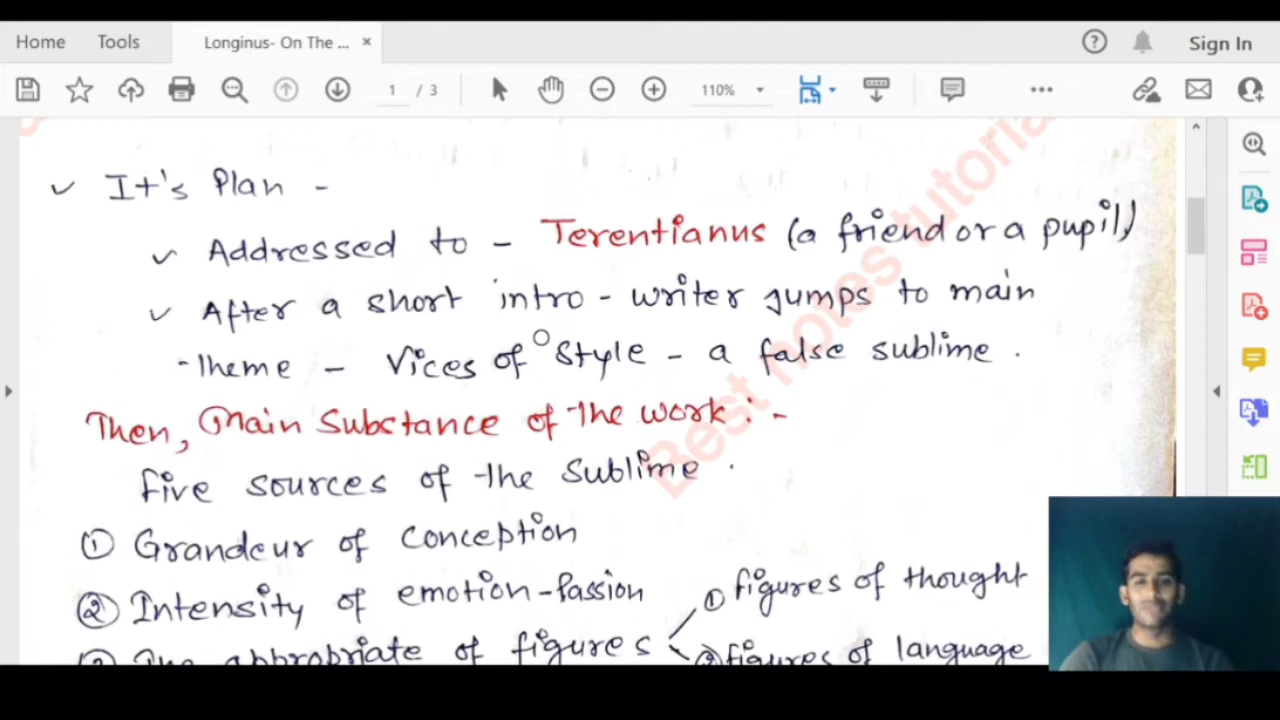 Home Tools Longinus- On The ... × Sign In
1 / 3 110%
It's Plan -
Addressed to - Terentianus (a friend or a pupil)
After a short intro - writer jumps to main
theme - Vices of Style - a false sublime.
Then, Main Substance of the work:-
five sources of the Sublime.
① Grandeur of conception
② Intensity of emotion-Passion
① figures of thought
appropriate of figures
② figures of language
Best notes tutoria